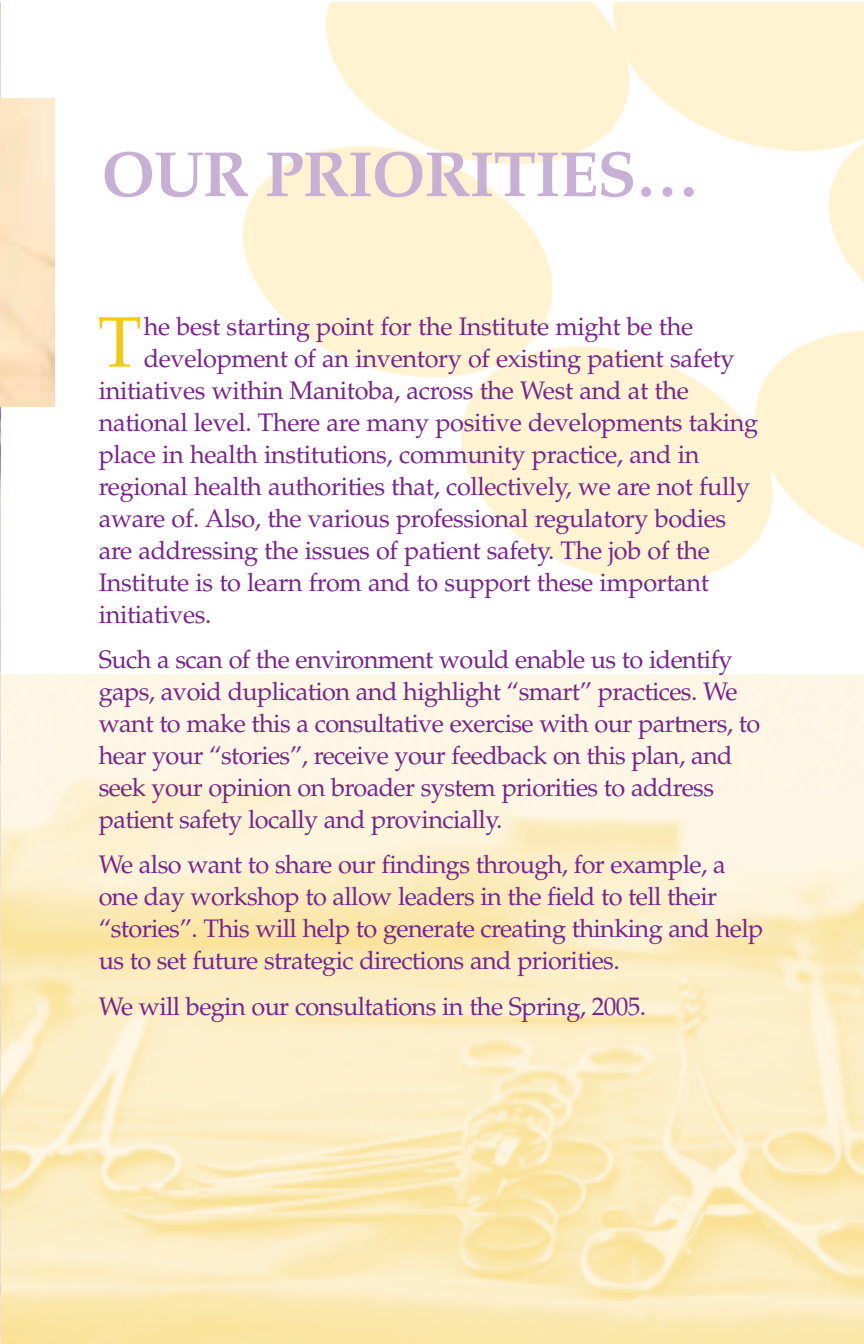 OUR PRIORITIES…
The best starting point for the Institute might be the
development of an inventory of existing patient safety
initiatives within Manitoba, across the West and at the
national level. There are many positive developments taking
place in health institutions, community practice, and in
regional health authorities that, collectively, we are not fully
aware of. Also, the various professional regulatory bodies
are addressing the issues of patient safety. The job of the
Institute is to learn from and to support these important
initiatives.
Such a scan of the environment would enable us to identify
gaps, avoid duplication and highlight “smart” practices. We
want to make this a consultative exercise with our partners, to
hear your “stories”, receive your feedback on this plan, and
seek your opinion on broader system priorities to address
patient safety locally and provincially.
We also want to share our findings through, for example, a
one day workshop to allow leaders in the field to tell their
“stories”. This will help to generate creating thinking and help
us to set future strategic directions and priorities.
We will begin our consultations in the Spring, 2005.